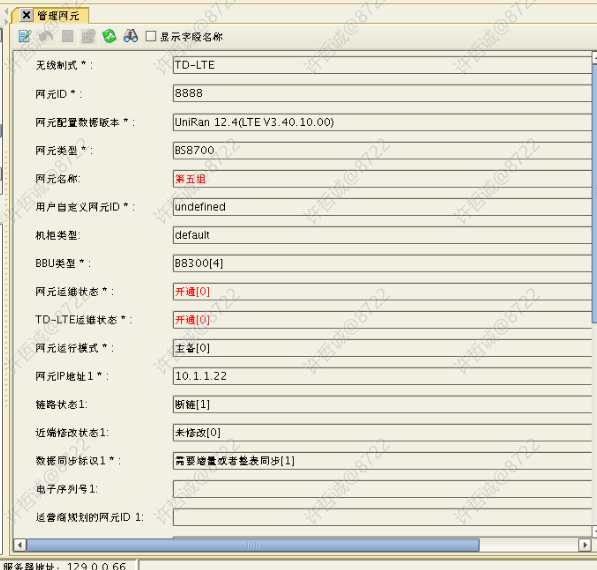 管理网元
显示字段名称
无线制式 * : TD-LTE
网元ID * : 8888
网元配置数据版本 * : UniRan 12.4(LTE V3.40.10.00)
网元类型 * : BS8700
网元名称: 第五组
用户自定义网元ID * : undefined
机柜类型: default
BBU类型 * : B8300[4]
网元运维状态 * : 开通[0]
TD-LTE运维状态 * : 开通[0]
网元运行模式 * : 主备[0]
网元IP地址1 * : 10.1.1.22
链路状态1: 断链[1]
近端修改状态1: 未修改[0]
数据同步标识1 * : 需要增量或者整表同步[1]
电子序列号1:
运营商规划的网元ID 1:
服务器地址: 129.0.0.66
许哲诚@8722